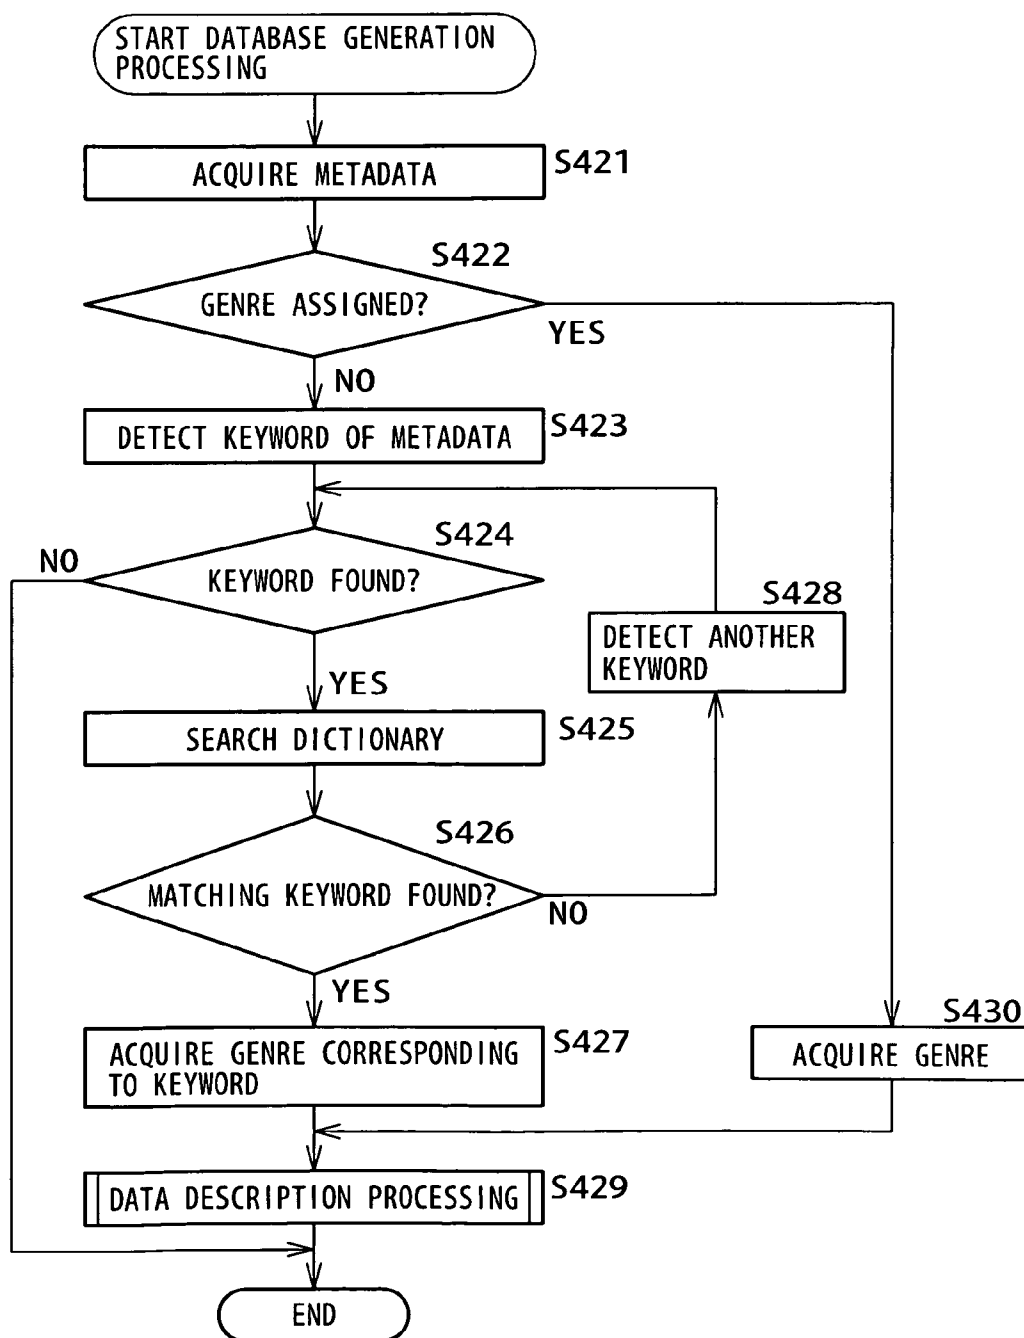 START DATABASE GENERATION
PROCESSING
ACQUIRE METADATA
S421
S422
GENRE ASSIGNED?
YES
NO
DETECT KEYWORD OF METADATA
S423
S424
NO
KEYWORD FOUND?
S428
DETECT ANOTHER
KEYWORD
YES
SEARCH DICTIONARY
S425
S426
MATCHING KEYWORD FOUND?
NO
YES
S430
ACQUIRE GENRE
ACQUIRE GENRE CORRESPONDING
TO KEYWORD
S427
DATA DESCRIPTION PROCESSING
S429
END